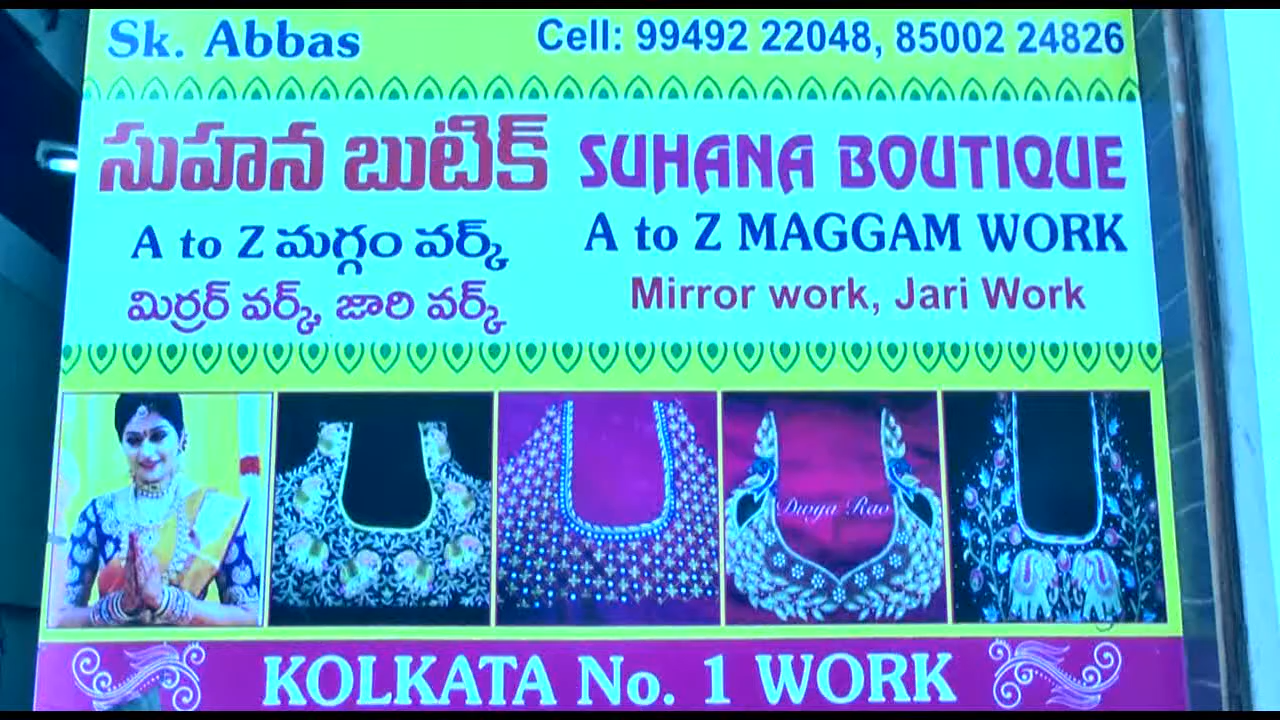 Sk. Abbas
Cell: 99492 22048, 85002 24826
సుహన బుటిక్
SUHANA BOUTIQUE
A to Z మగ్గం వర్క్
A to Z MAGGAM WORK
మిర్రర్ వర్క్, జారి వర్క్
Mirror work, Jari Work
Divya Rao
KOLKATA No. 1 WORK